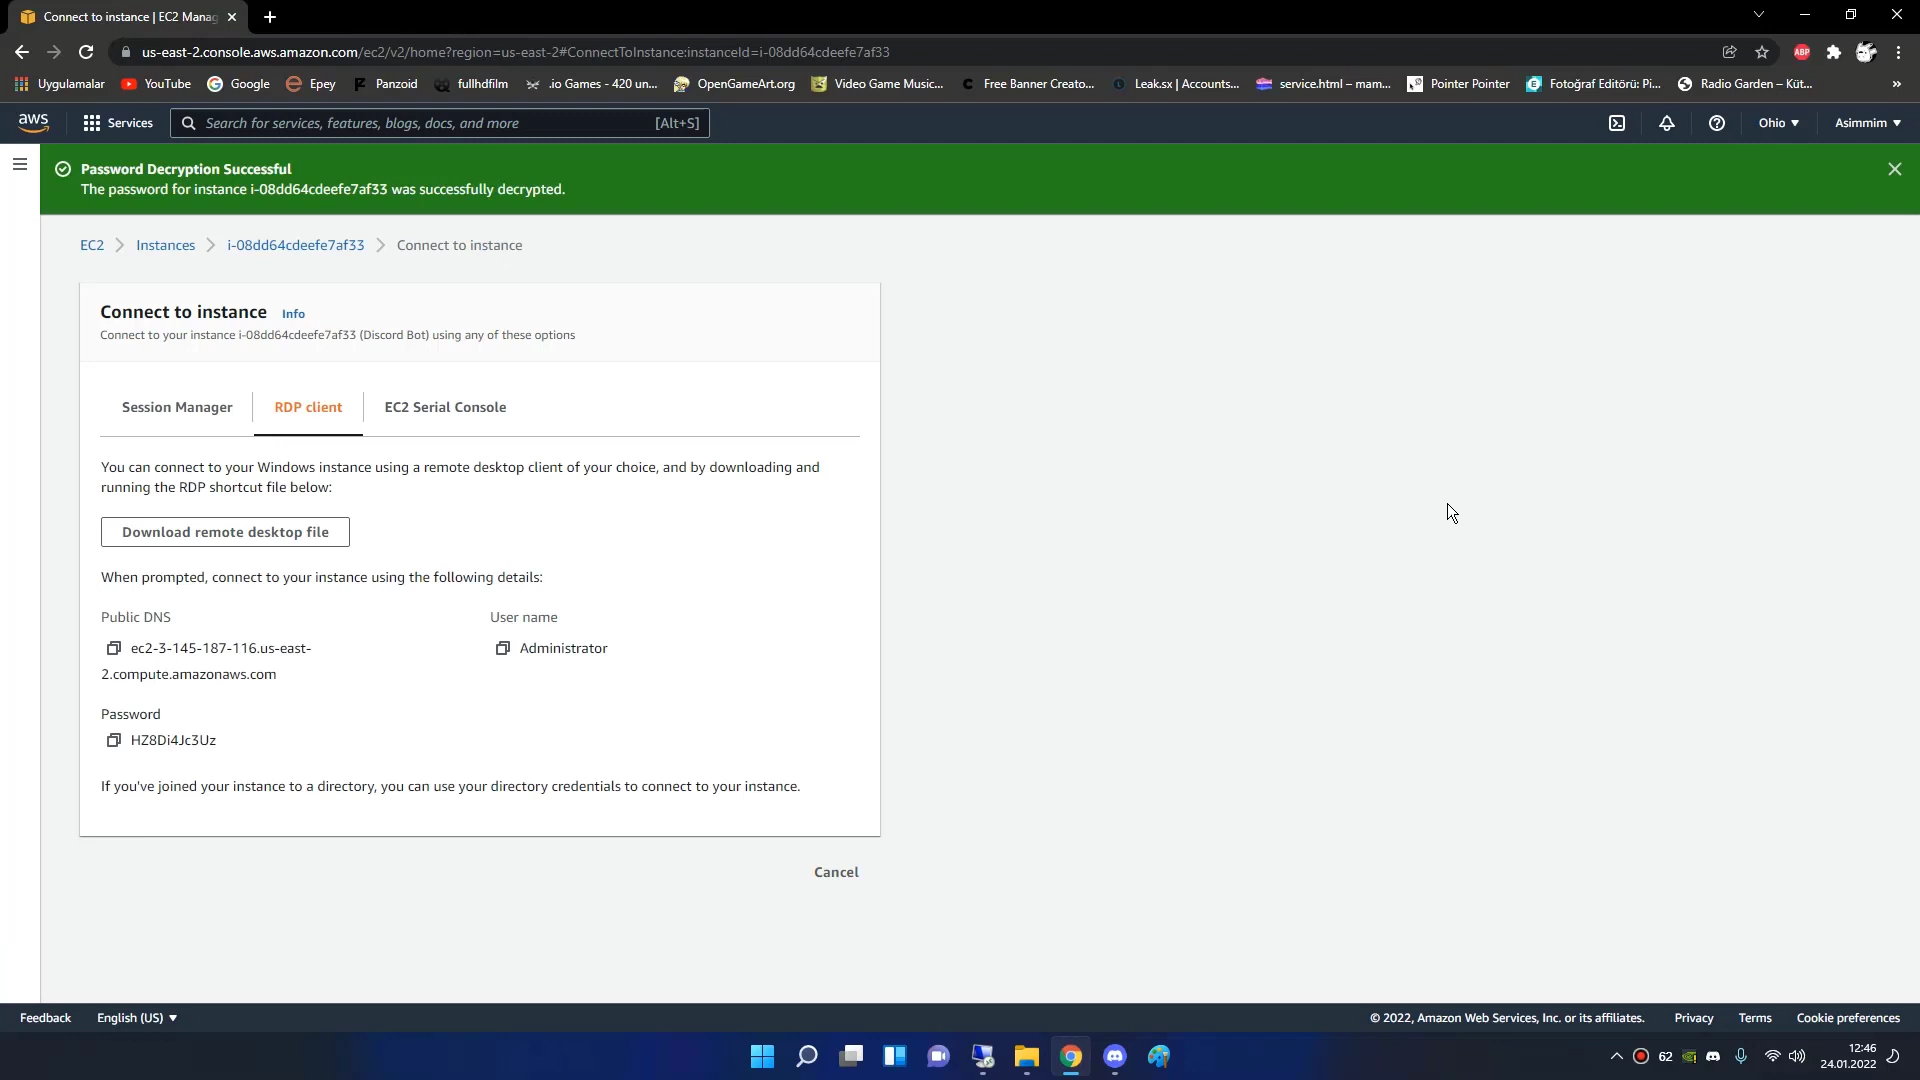 Connect to instance | EC2 Manag
us-east-2.console.aws.amazon.com/ec2/v2/home?region=us-east-2#ConnectToInstance:instanceId=i-08dd64cdeefe7af33
ABP
Uygulamalar YouTube Google Epey Panzoid fullhdfilm .io Games - 420 un... OpenGameArt.org Video Game Music... Free Banner Creato... Leak.sx | Accounts... service.html – mam... Pointer Pointer Fotoğraf Editörü: Pi... Radio Garden – Küt... »
aws Services Search for services, features, blogs, docs, and more [Alt+S] Ohio Asimmim
Password Decryption Successful
The password for instance i-08dd64cdeefe7af33 was successfully decrypted.
EC2 Instances i-08dd64cdeefe7af33 Connect to instance
Connect to instance Info
Connect to your instance i-08dd64cdeefe7af33 (Discord Bot) using any of these options
Session Manager RDP client EC2 Serial Console
You can connect to your Windows instance using a remote desktop client of your choice, and by downloading and
running the RDP shortcut file below:
Download remote desktop file
When prompted, connect to your instance using the following details:
Public DNS User name
ec2-3-145-187-116.us-east- Administrator
2.compute.amazonaws.com
Password
HZ8Di4Jc3Uz
If you've joined your instance to a directory, you can use your directory credentials to connect to your instance.
Cancel
Feedback English (US) © 2022, Amazon Web Services, Inc. or its affiliates. Privacy Terms Cookie preferences
62 12:46
24.01.2022